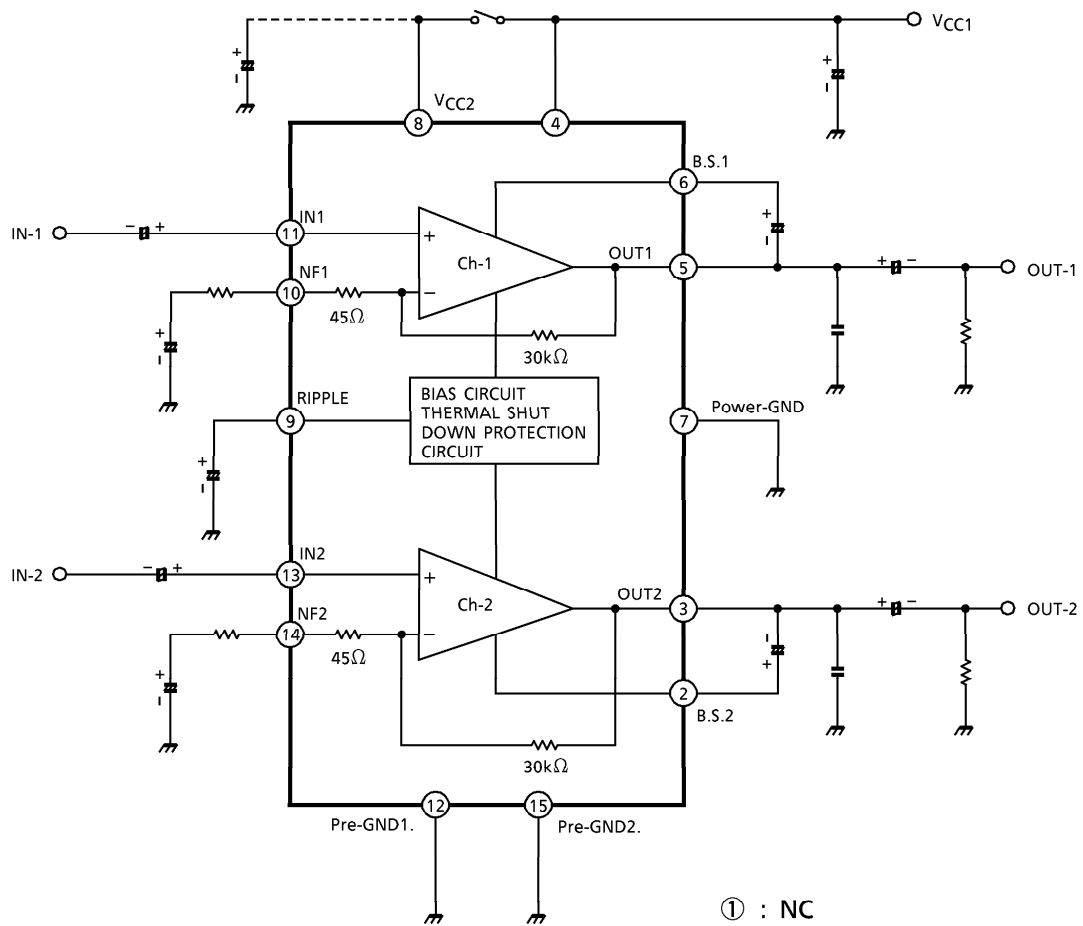 VCC1
VCC2
8
4
B.S.1
6
IN-1
IN1
11
+
Ch-1
OUT1
5
OUT-1
NF1
10
45Ω
−
30kΩ
RIPPLE
9
BIAS CIRCUIT
THERMAL SHUT
DOWN PROTECTION
CIRCUIT
Power-GND
7
IN-2
IN2
13
+
Ch-2
OUT2
3
OUT-2
NF2
14
45Ω
−
2
B.S.2
30kΩ
12
15
Pre-GND1.
Pre-GND2.
① : NC